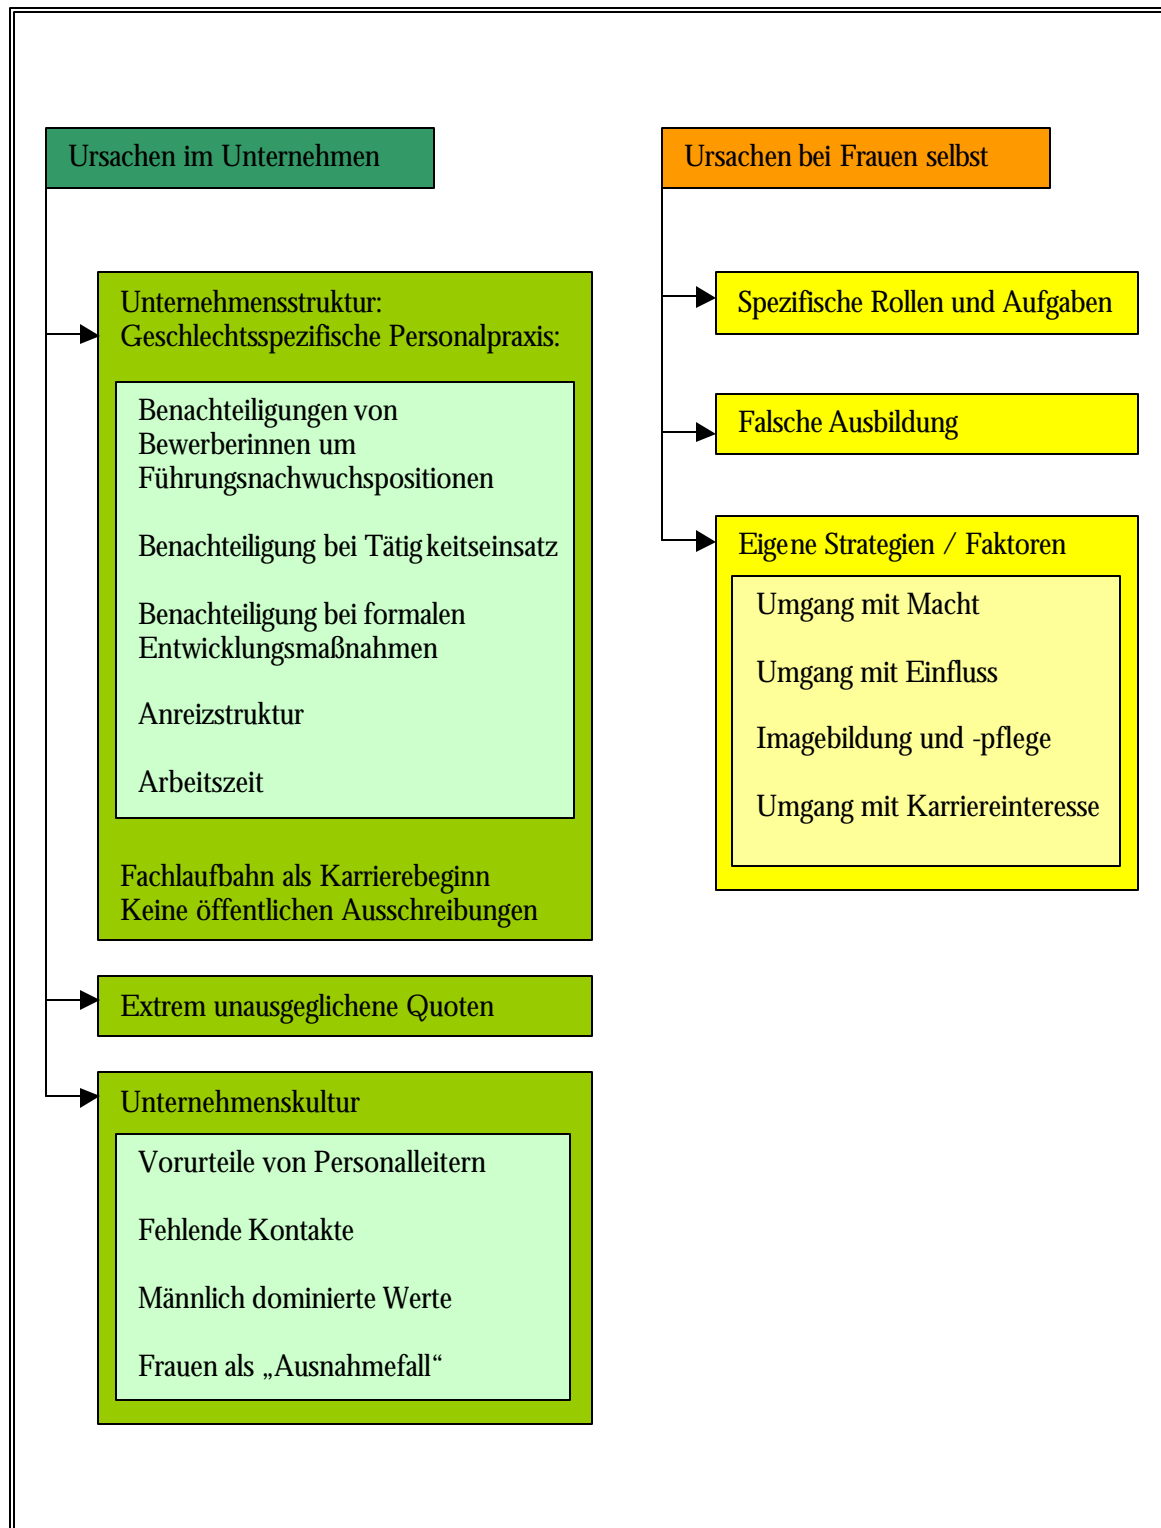 Ursachen im Unternehmen
Unternehmensstruktur:
Geschlechtsspezifische Personalpraxis:
Benachteiligungen von
Bewerberinnen um
Führungsnachwuchspositionen
Benachteiligung bei Tätigkeitseinsatz
Benachteiligung bei formalen
Entwicklungsmaßnahmen
Anreizstruktur
Arbeitszeit
Fachlaufbahn als Karrierebeginn
Keine öffentlichen Ausschreibungen
Extrem unausgeglichene Quoten
Unternehmenskultur
Vorurteile von Personalleitern
Fehlende Kontakte
Männlich dominierte Werte
Frauen als „Ausnahmefall“
Ursachen bei Frauen selbst
Spezifische Rollen und Aufgaben
Falsche Ausbildung
Eigene Strategien / Faktoren
Umgang mit Macht
Umgang mit Einfluss
Imagebildung und -pflege
Umgang mit Karriereinteresse